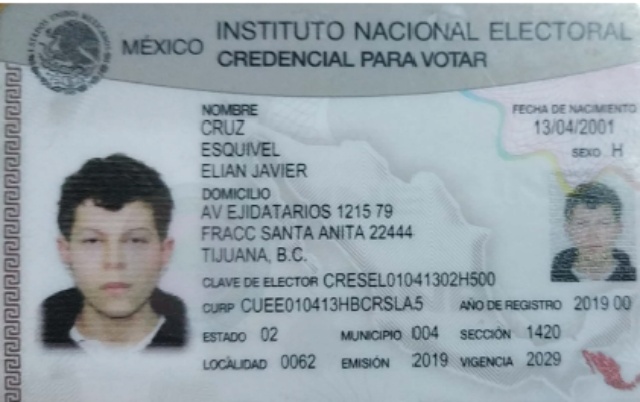 MÉXICO
INSTITUTO NACIONAL ELECTORAL
CREDENCIAL PARA VOTAR
NOMBRE
CRUZ
ESQUIVEL
ELIAN JAVIER
FECHA DE NACIMIENTO
13/04/2001
SEXO H
DOMICILIO
AV EJIDATARIOS 1215 79
FRACC SANTA ANITA 22444
TIJUANA, B.C.
CLAVE DE ELECTOR CRESEL01041302H500
CURP CUEE010413HBCRSLA5 AÑO DE REGISTRO 2019 00
ESTADO 02 MUNICIPIO 004 SECCIÓN 1420
LOCALIDAD 0062 EMISIÓN 2019 VIGENCIA 2029